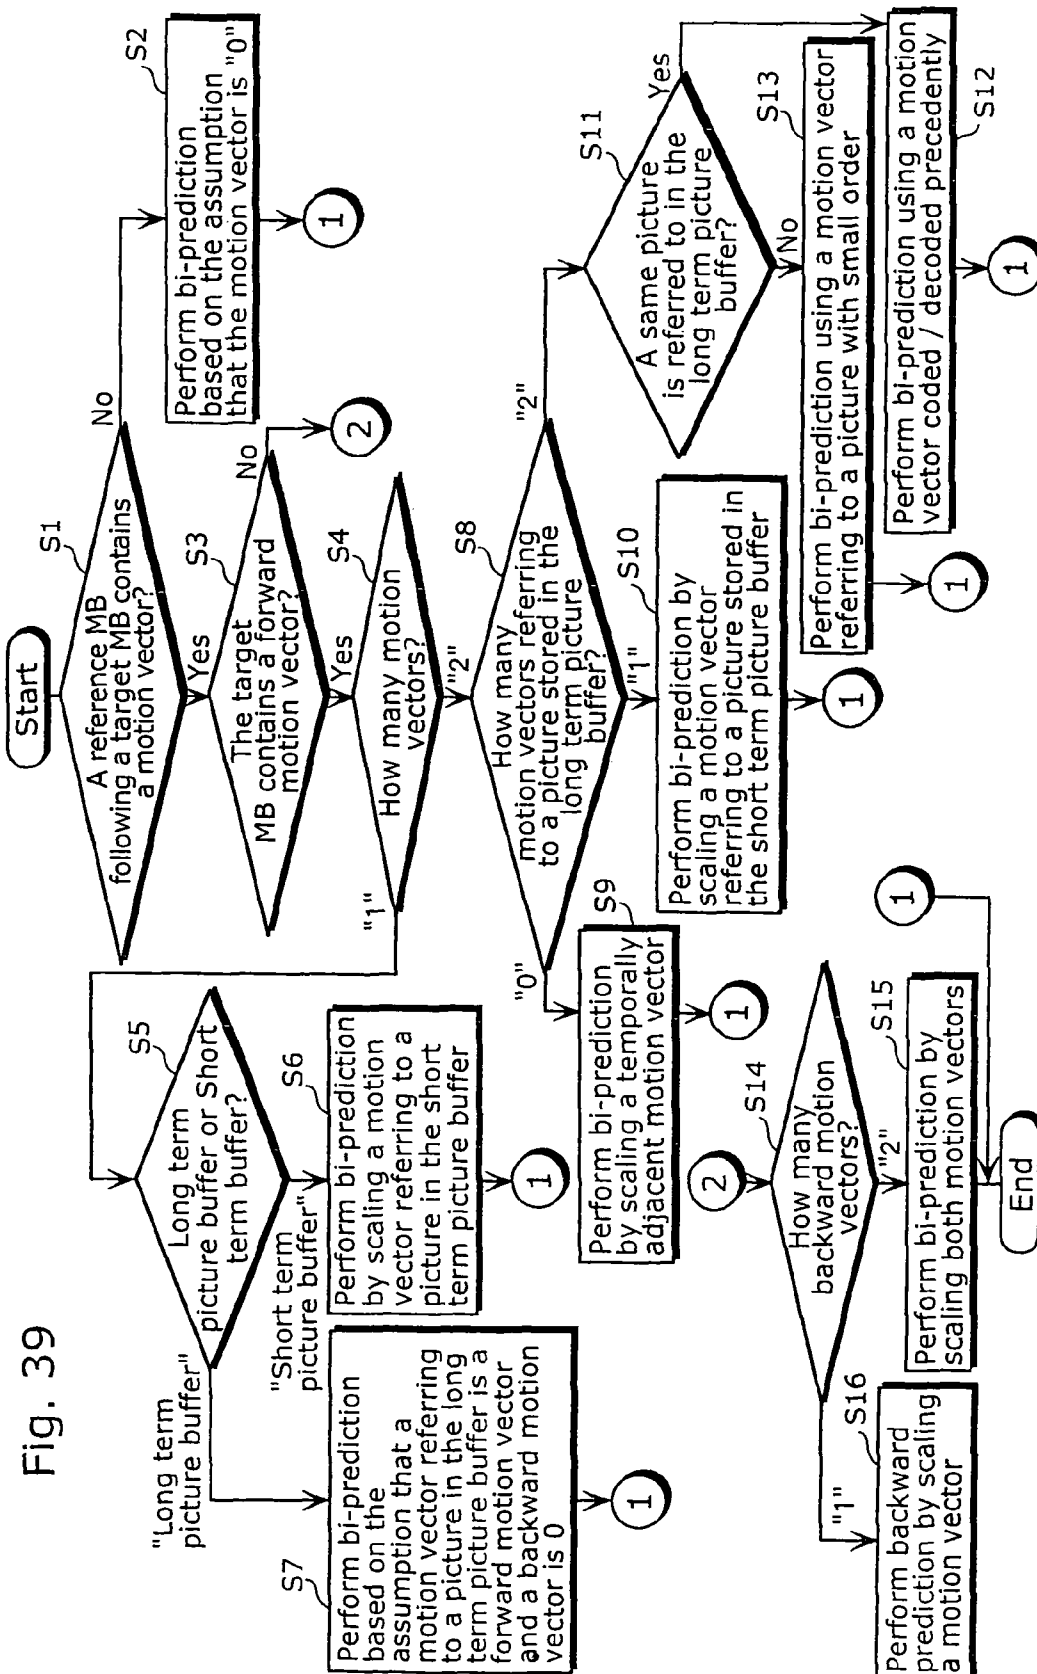 Fig. 39
Start
S1
A reference MB
following a target MB contains
a motion vector?
No
Yes
S2
Perform bi-prediction
based on the assumption
that the motion vector is "0"
1
S3
The target
MB contains a forward
motion vector?
No
2
Yes
S4
How many motion
vectors?
"1"
"2"
S5
Long term
picture buffer or Short
term buffer?
"Long term
picture buffer"
"Short term
picture buffer"
S6
Perform bi-prediction
by scaling a motion
vector referring to a
picture in the short
term picture buffer
1
S7
Perform bi-prediction
based on the
assumption that a
motion vector referring
to a picture in the long
term picture buffer is a
forward motion vector
and a backward motion
vector is 0
1
S8
How many
motion vectors referring
to a picture stored in the
long term picture
buffer?
"0"
"1"
"2"
S9
Perform bi-prediction
by scaling a temporally
adjacent motion vector
1
S10
Perform bi-prediction by
scaling a motion vector
referring to a picture stored in
the short term picture buffer
1
S11
A same picture
is referred to in the
long term picture
buffer?
Yes
No
S13
Perform bi-prediction using a motion vector
referring to a picture with small order
1
S12
Perform bi-prediction using a motion
vector coded / decoded precedently
1
2
S14
How many
backward motion
vectors?
"1"
"2"
S15
Perform bi-prediction by
scaling both motion vectors
S16
Perform backward
prediction by scaling
a motion vector
1
End